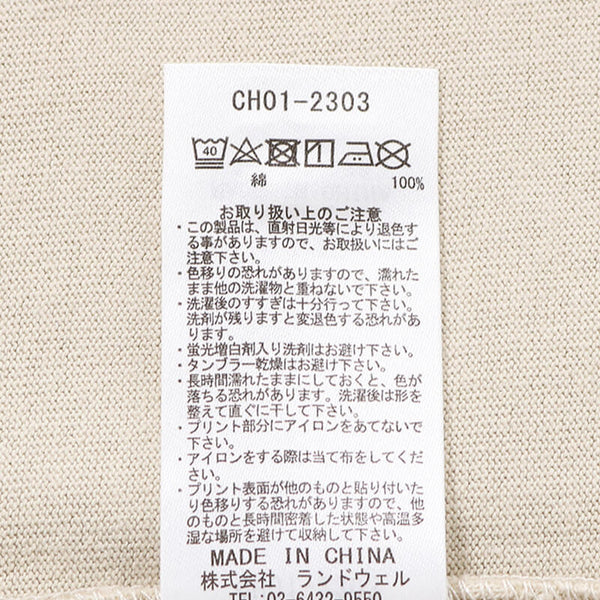 CH01-2303
40
綿 100%
お取り扱い上のご注意
・この製品は、直射日光等により退色す
る事がありますので、お取扱いにはご
注意下さい。
・色移りの恐れがありますので、濡れた
まま他の洗濯物と重ねないで下さい。
・洗濯後のすすぎは十分行って下さい。
洗剤が残りますと変退色する恐れがあ
ります。
・蛍光増白剤入り洗剤はお避け下さい。
・タンブラー乾燥はお避け下さい。
・長時間濡れたままにしておくと、色が
落ちる恐れがあります。洗濯後は形を
整えて直ぐに干して下さい。
・プリント部分にアイロンをあてないで
下さい。
・アイロンをする際は当て布をしてくだ
さい。
・プリント表面が他のものと貼り付いた
り色移りする恐れがありますので、他
のものと長時間密着した状態や高温多
湿な場所を避けて収納して下さい。
MADE IN CHINA
株式会社 ランドウェル
TEL:03-6432-0550